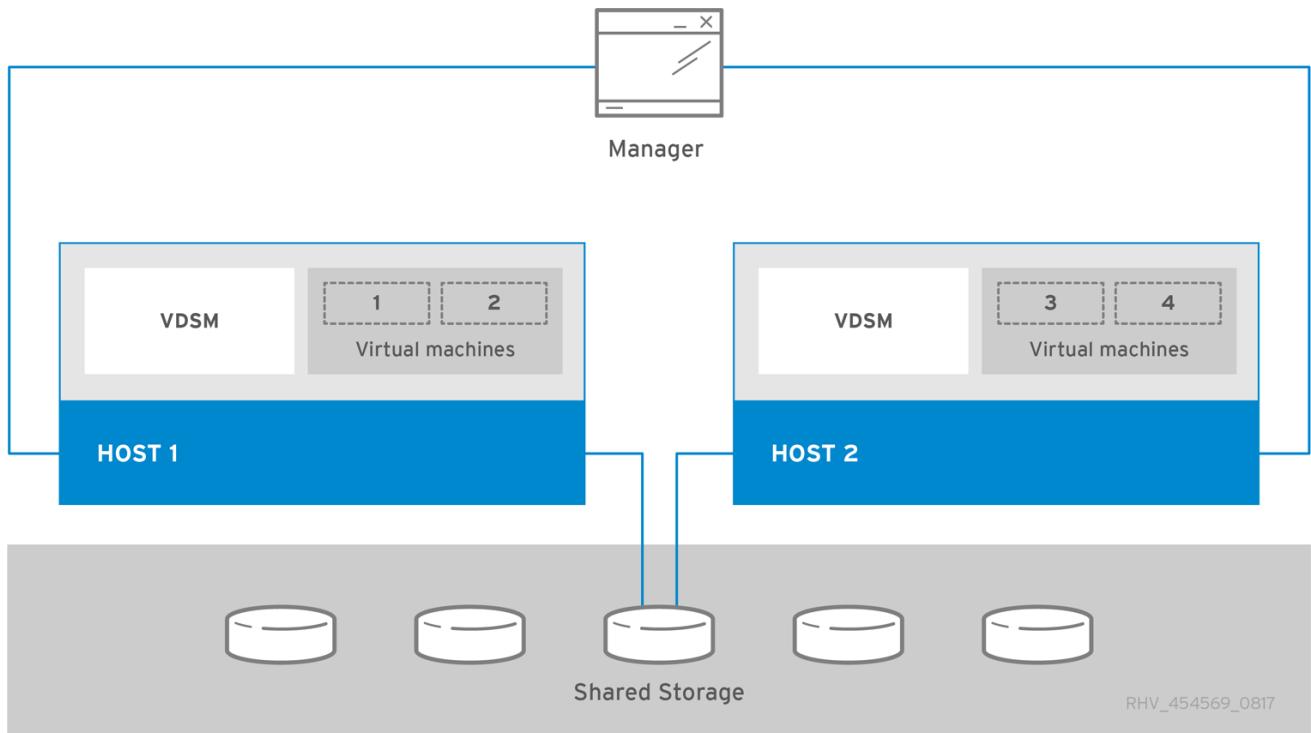 Manager
VDSM
1 2
Virtual machines
HOST 1
VDSM
3 4
Virtual machines
HOST 2
Shared Storage
RHV_454569_0817